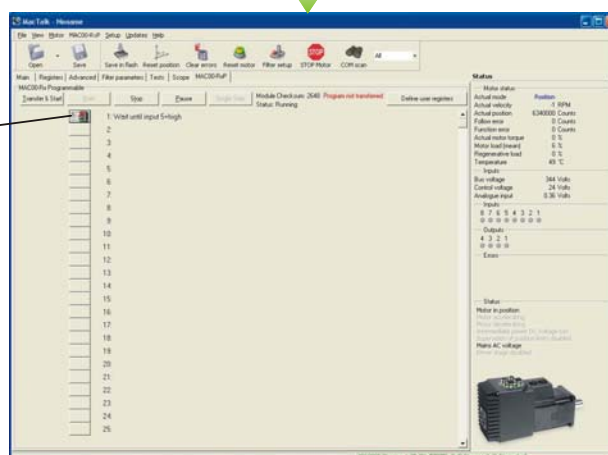 MacTalk - Noname
File View Motor MAC00-RxP Setup Updates Help
Open Save Save in flash Reset position Clear errors Reset motor Filter setup STOP Motor COM scan All
Main Registers Advanced Filter parameters Tests Scope MAC00-RxP
MAC00-Rx Programmable
Transfer & Start Start Stop Pause Single Step Module Checksum: 2640 Program not transferred Define user registers
Status: Running
1: Wait until input 5=high
2:
3:
4:
5:
6:
7:
8:
9:
10:
11:
12:
13:
14:
15:
16:
17:
18:
19:
20:
21:
22:
23:
24:
25:
Status
Motor status
Actual mode Position
Actual velocity -1 RPM
Actual position 6340000 Counts
Follow error 0 Counts
Function error 0 Counts
Actual motor torque 0 %
Motor load (mean) 6 %
Regenerative load 0 %
Temperature 49 °C
Inputs
Bus voltage 344 Volts
Control voltage 24 Volts
Analogue input 0.36 Volts
Inputs
8 7 6 5 4 3 2 1
Outputs
4 3 2 1
Errors
Status
Motor in position
Motor accelerating
Motor decelerating
Mains AC voltage